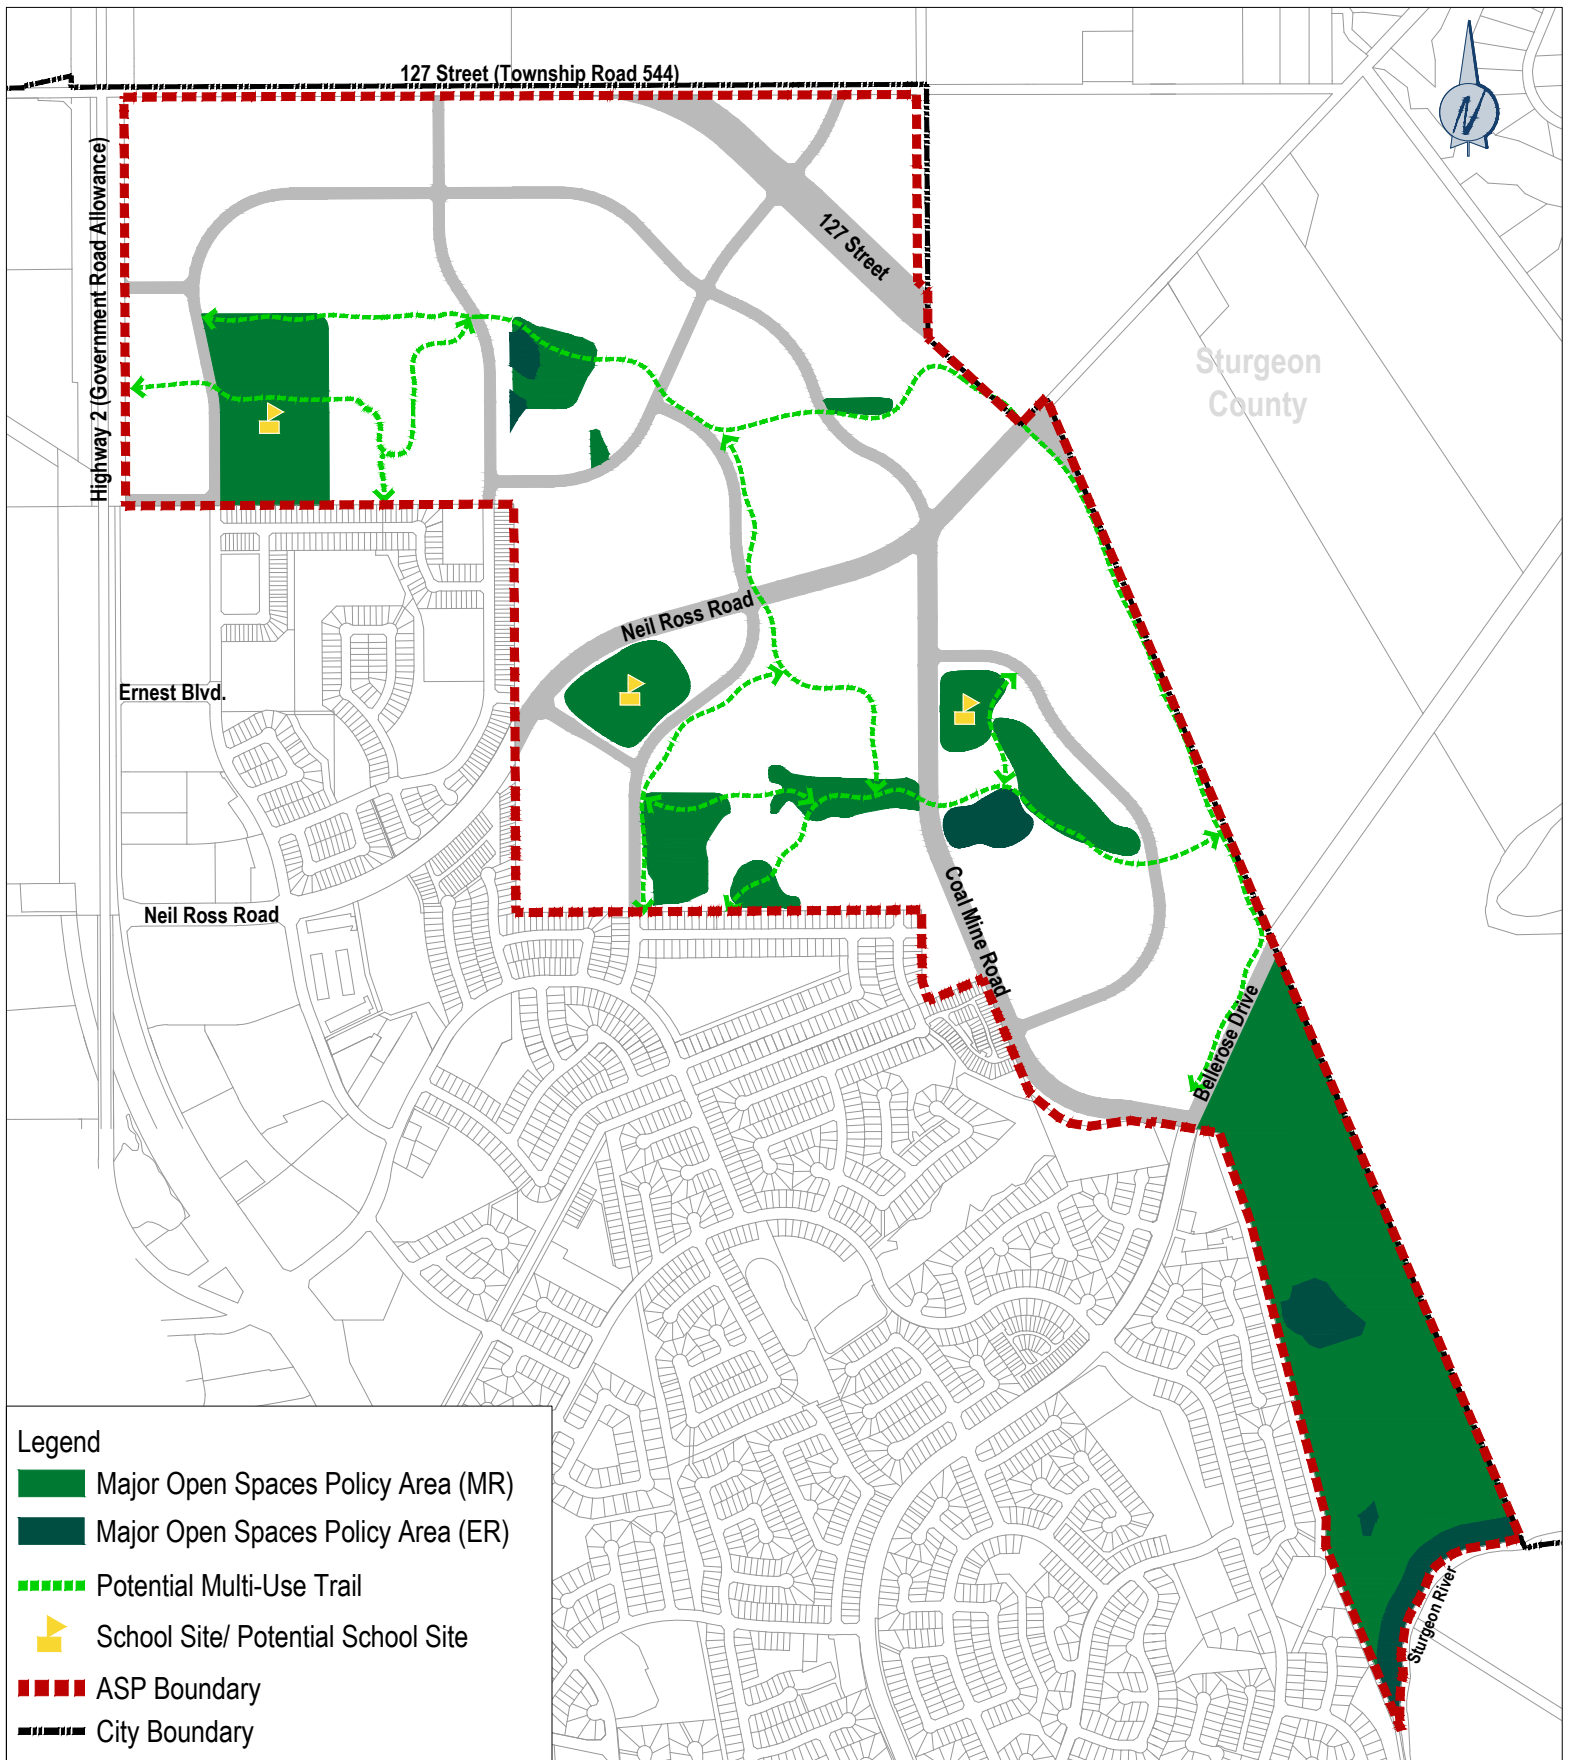 127 Street (Township Road 544)
N
Highway 2 (Government Road Allowance)
127 Street
Sturgeon
County
Neil Ross Road
Ernest Blvd.
Neil Ross Road
Coal Mine Road
Bellerose Drive
Sturgeon River
Legend
Major Open Spaces Policy Area (MR)
Major Open Spaces Policy Area (ER)
Potential Multi-Use Trail
School Site/ Potential School Site
ASP Boundary
City Boundary